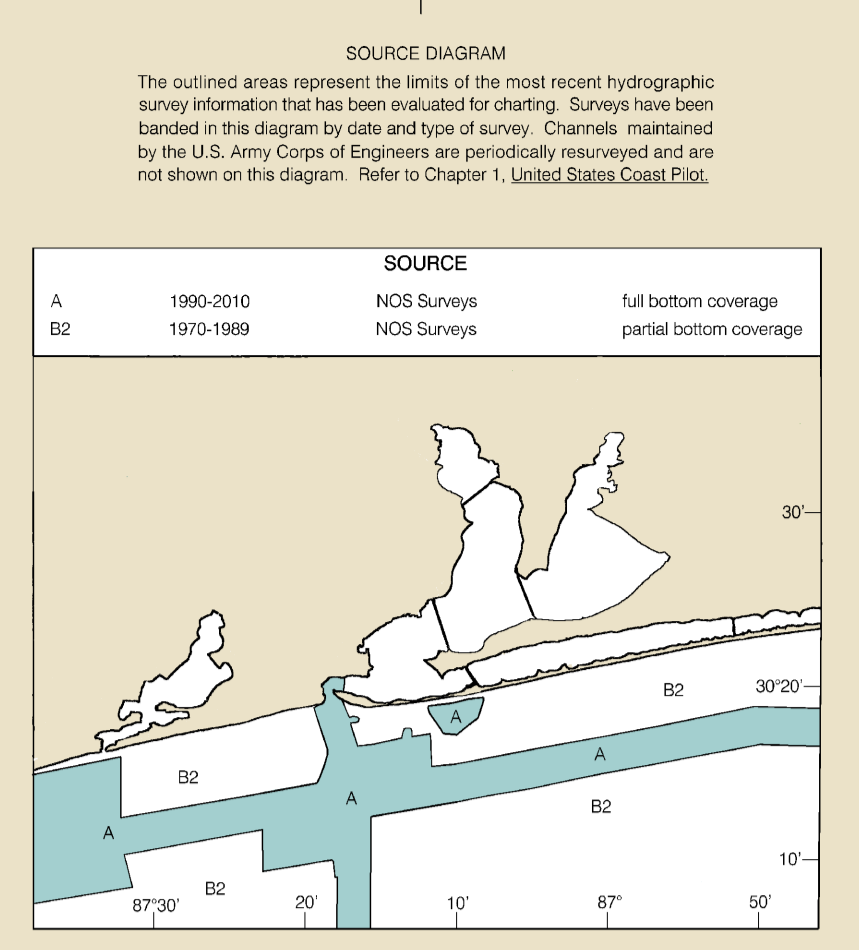 SOURCE DIAGRAM
The outlined areas represent the limits of the most recent hydrographic
survey information that has been evaluated for charting. Surveys have been
banded in this diagram by date and type of survey. Channels maintained
by the U.S. Army Corps of Engineers are periodically resurveyed and are
not shown on this diagram. Refer to Chapter 1, United States Coast Pilot.
SOURCE
A 1990-2010 NOS Surveys full bottom coverage
B2 1970-1989 NOS Surveys partial bottom coverage
30'
30°20'
B2
A
A
B2
A
B2
A
10'
B2
87°30' 20' 10' 87° 50'